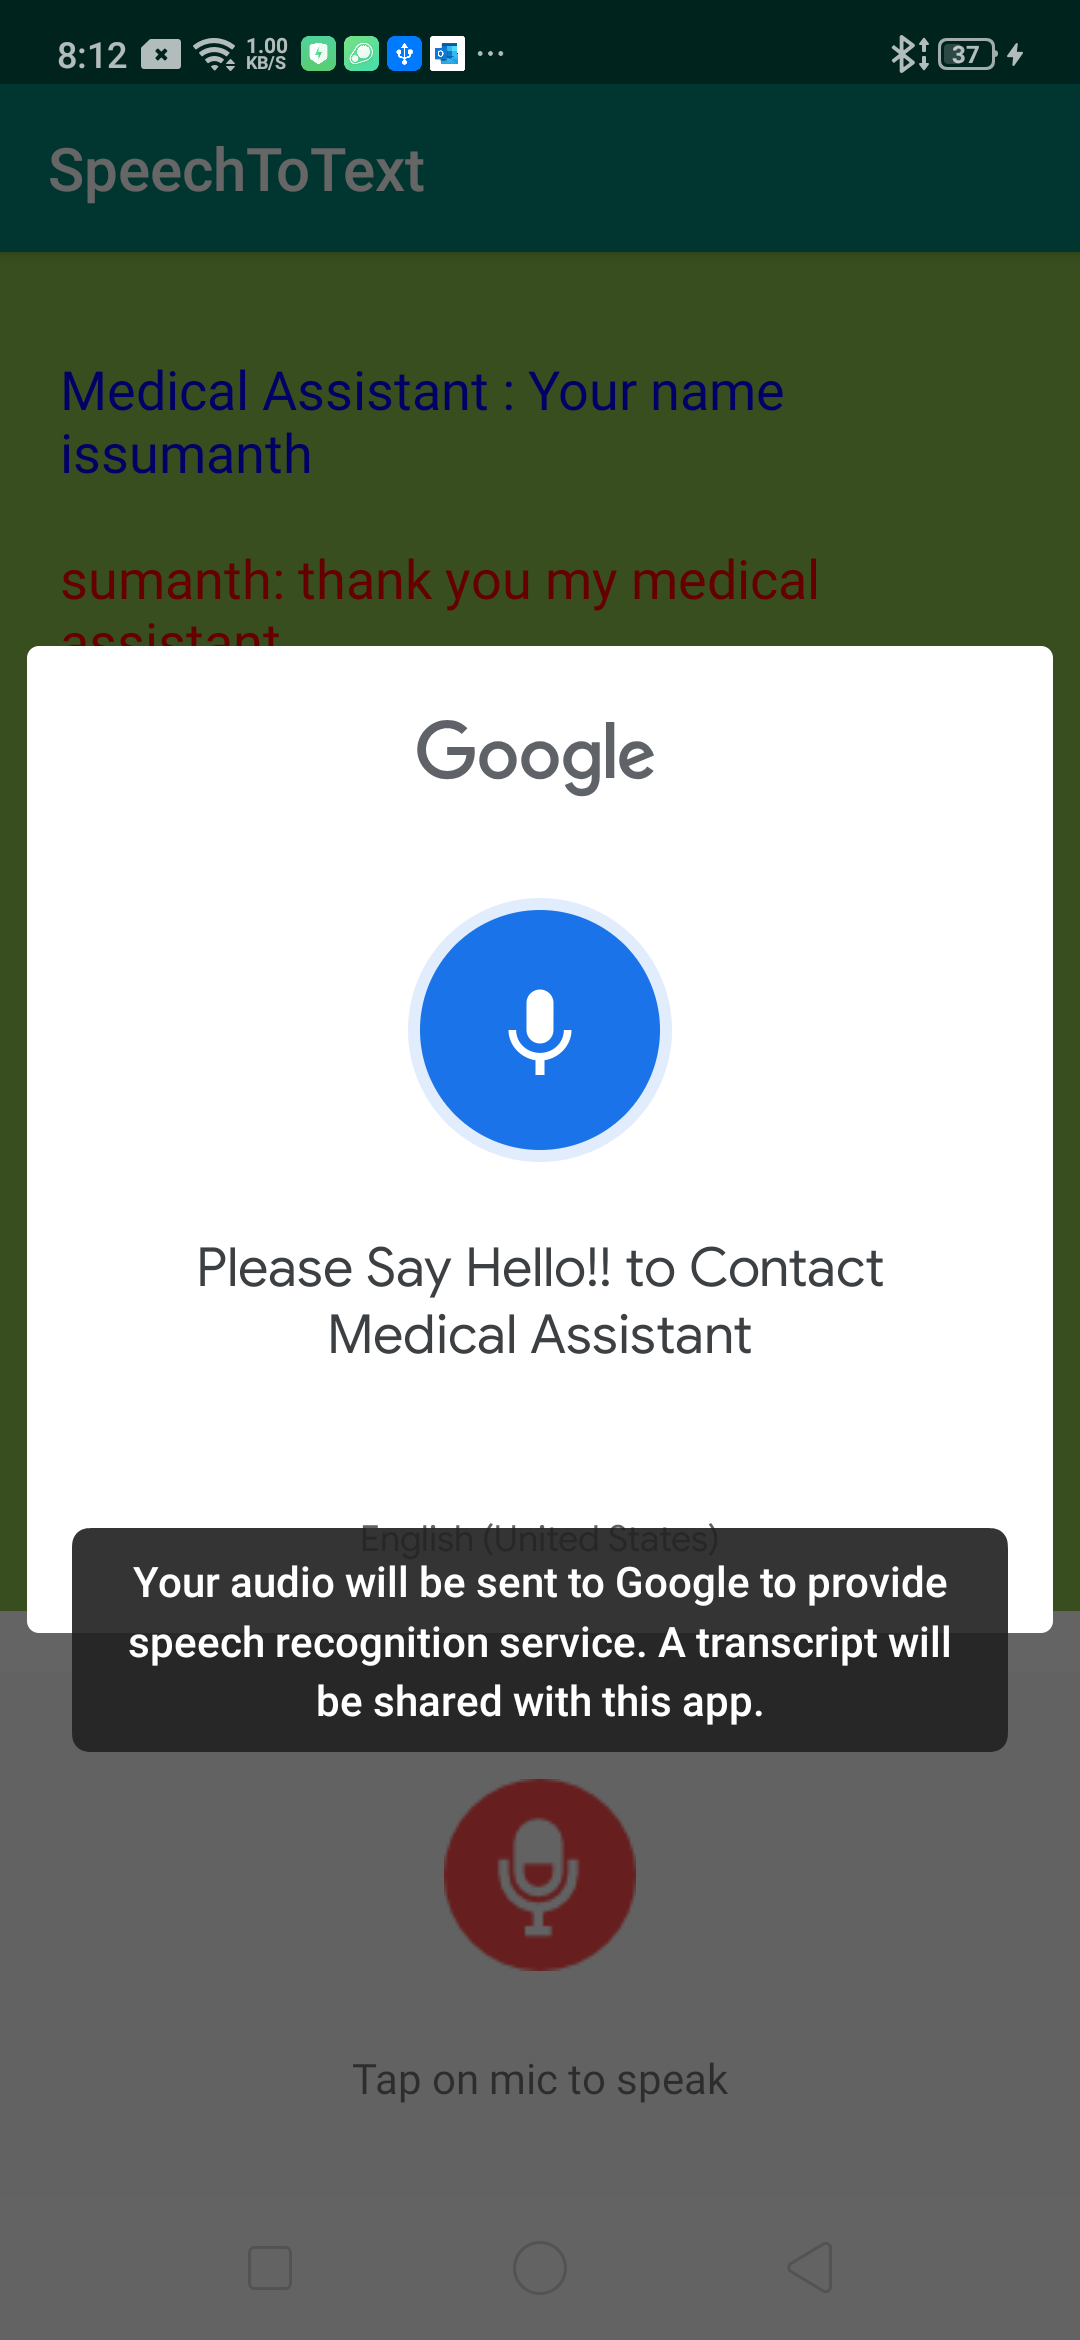 8:12 1.00 KB/S 37
SpeechToText
Medical Assistant : Your name
issumanth
sumanth: thank you my medical
assistant
Google
Please Say Hello!! to Contact
Medical Assistant
English (United States)
Your audio will be sent to Google to provide
speech recognition service. A transcript will
be shared with this app.
Tap on mic to speak